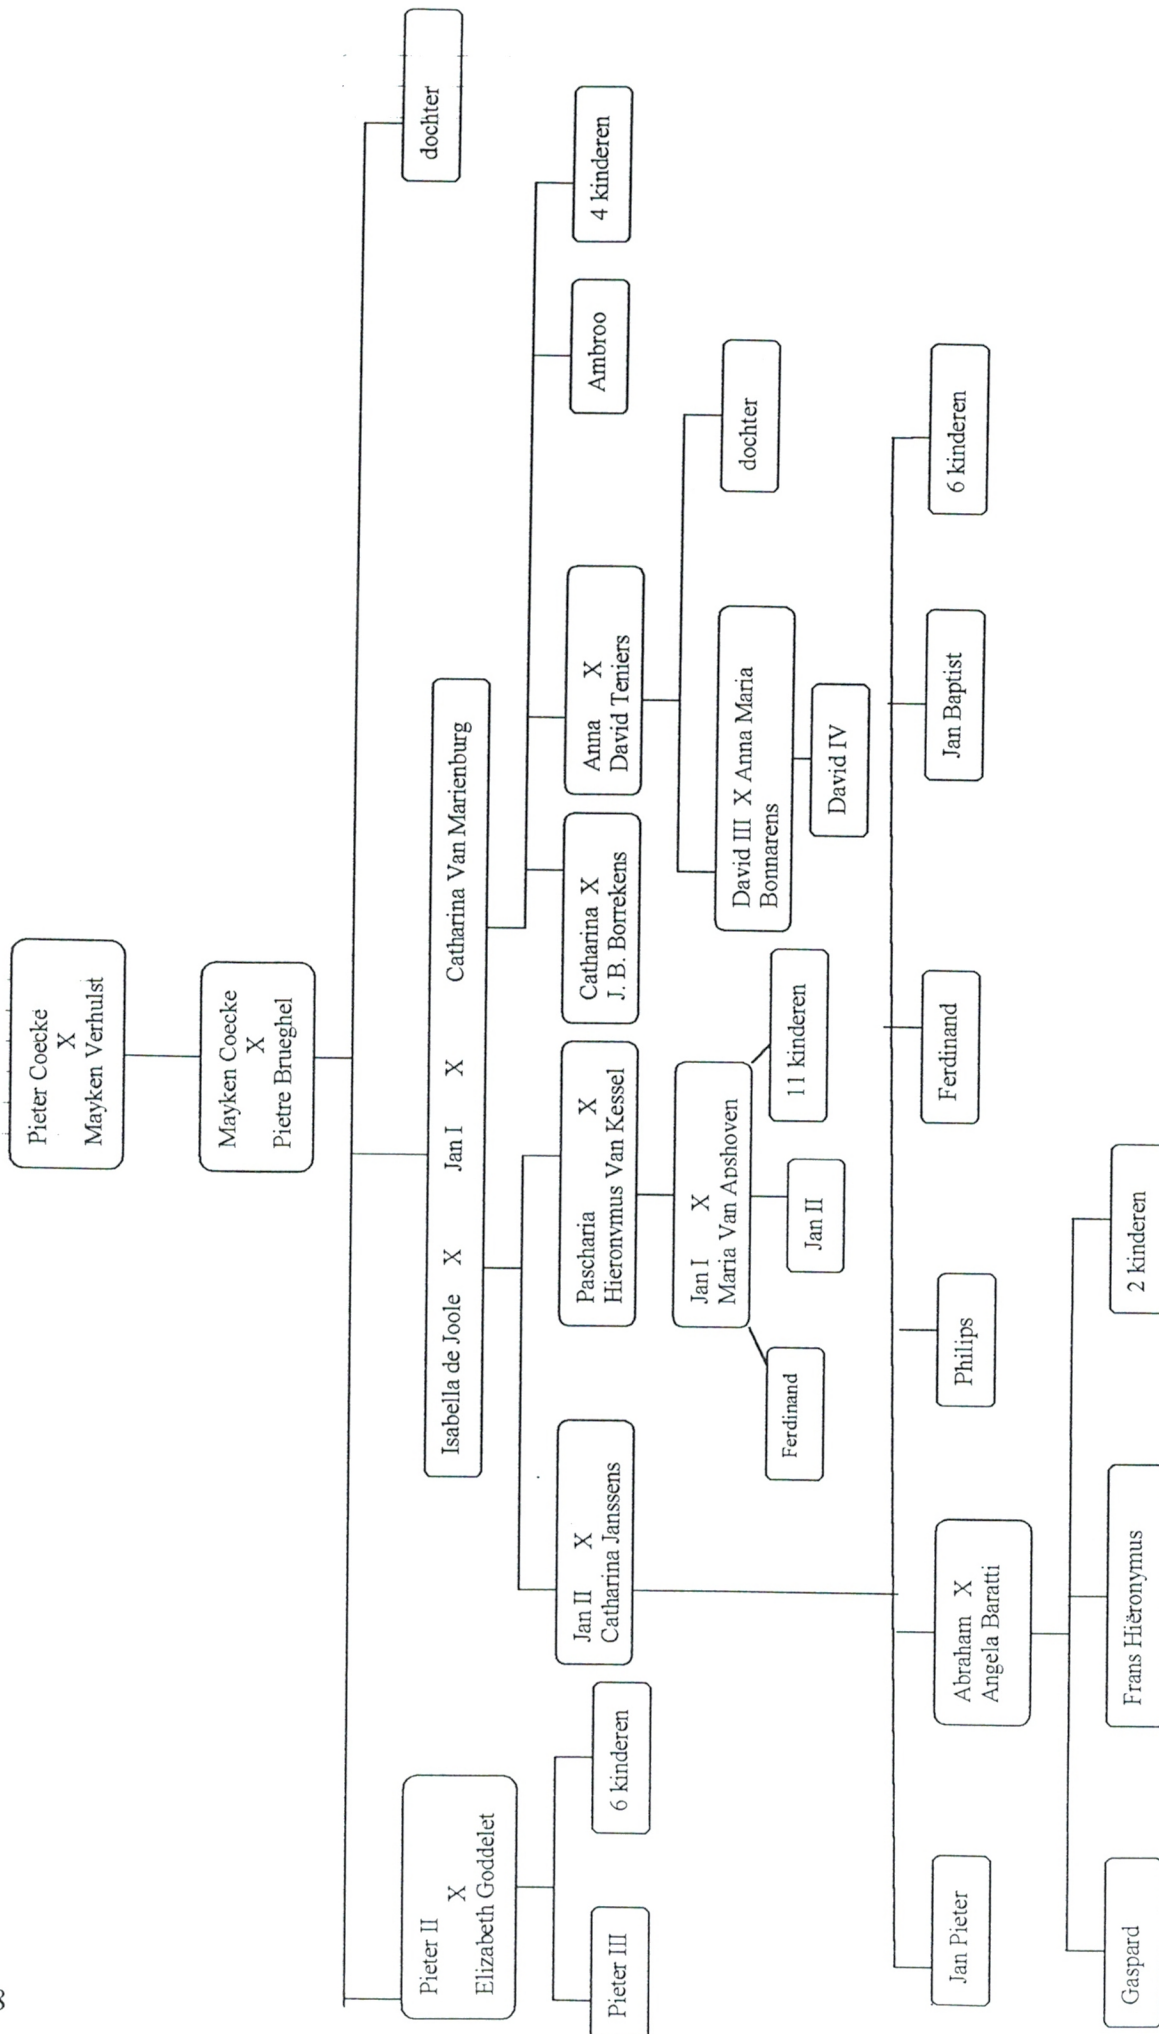 8
Pieter Coecke
X
Mayken Verhulst
Mayken Coecke
X
Pietre Brueghel
Pieter II
X
Elizabeth Goddelet
Isabella de Joole X Jan I X Catharina Van Marienburg
dochter
Pieter III
6 kinderen
Jan II X
Catharina Janssens
Pascharia X
Hieronymus Van Kessel
Catharina X
J. B. Borrekens
Anna X
David Teniers
Ambroo
4 kinderen
Jan I X
Maria Van Apshoven
David III X Anna Maria
Bonnarens
dochter
Ferdinand
Jan II
11 kinderen
David IV
Jan Pieter
Abraham X
Angela Baratti
Philips
Ferdinand
Jan Baptist
6 kinderen
Gaspard
Frans Hiëronymus
2 kinderen